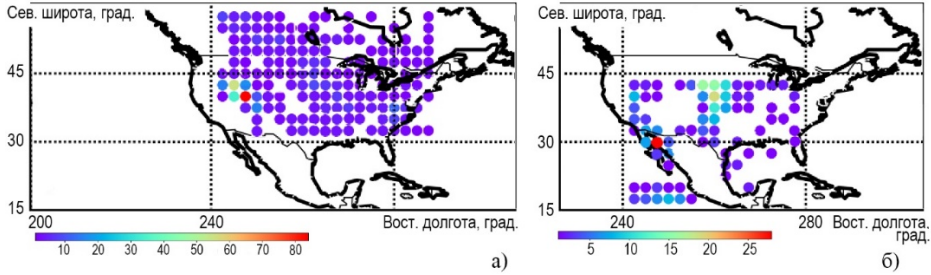 Сев. широта, град.
45
30
15
200
240
Вост. долгота, град.
10 20 30 40 50 60 70 80
а)
Сев. широта, град.
45
30
15
240
280
Вост. долгота,
град.
5 10 15 20 25
б)